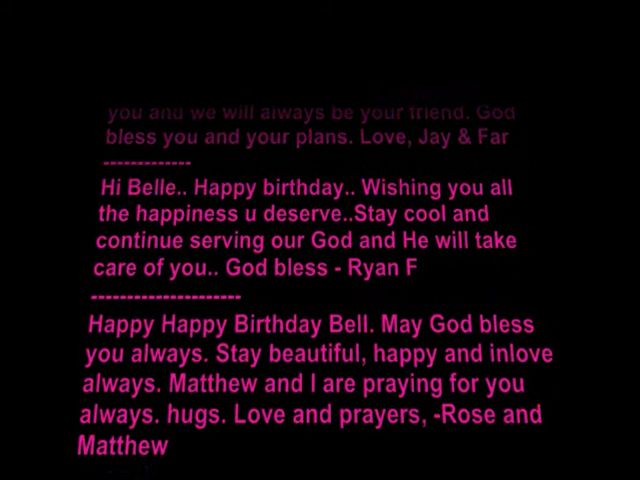 you and we will always be your friend. God
bless you and your plans. Love, Jay & Far
-------------
Hi Belle.. Happy birthday.. Wishing you all
the happiness u deserve..Stay cool and
continue serving our God and He will take
care of you.. God bless - Ryan F
---------------------
Happy Happy Birthday Bell. May God bless
you always. Stay beautiful, happy and inlove
always. Matthew and I are praying for you
always. hugs. Love and prayers, -Rose and
Matthew